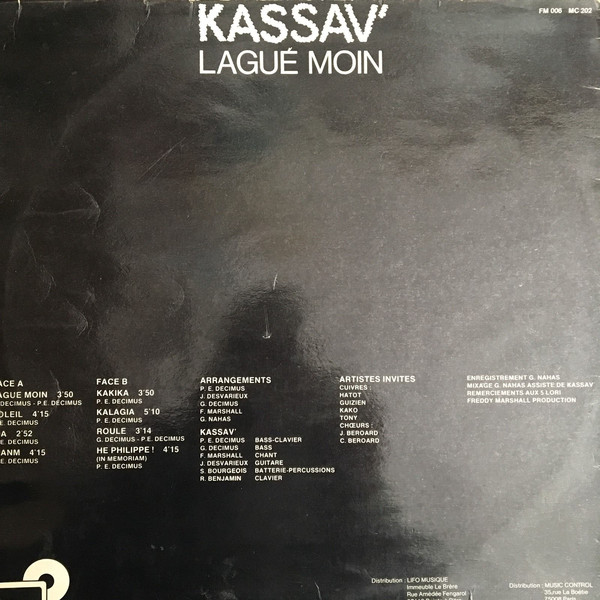 KASSAV'
LAGUÉ MOIN
FM 006 MC 202
ACE A
AGUE MOIN 3'50
DECIMUS - P.E. DECIMUS
OLEIL 4'15
P.E. DECIMUS
A 2'52
E. DECIMUS
ANM 4'15
E. DECIMUS
FACE B
KAKIKA 3'50
P. E. DECIMUS
KALAGIA 5'10
P. E. DECIMUS
ROULE 3'14
G. DECIMUS - P.E. DECIMUS
HE PHILIPPE ! 4'15
(IN MEMORIAM)
P. E. DECIMUS
ARRANGEMENTS
P. E. DECIMUS
J. DESVARIEUX
G. DECIMUS
F. MARSHALL
G. NAHAS
KASSAV'
P. E. DECIMUS BASS-CLAVIER
G. DECIMUS BASS
F. MARSHALL CHANT
J. DESVARIEUX GUITARE
S. BOURGEOIS BATTERIE-PERCUSSIONS
R. BENJAMIN CLAVIER
ARTISTES INVITES
CUIVRES :
HATOT
GUIZIEN
KAKO
TONY
CHŒURS :
J. BEROARD
C. BEROARD
ENREGISTREMENT G. NAHAS
MIXAGE G. NAHAS ASSISTE DE KASSAV
REMERCIEMENTS AUX 5 LORI
FREDDY MARSHALL PRODUCTION
Distribution : LIFO MUSIQUE
Immeuble Le Brère
Rue Amédée Fengarol
Distribution : MUSIC CONTROL
35, rue La Boétie
75008 Paris